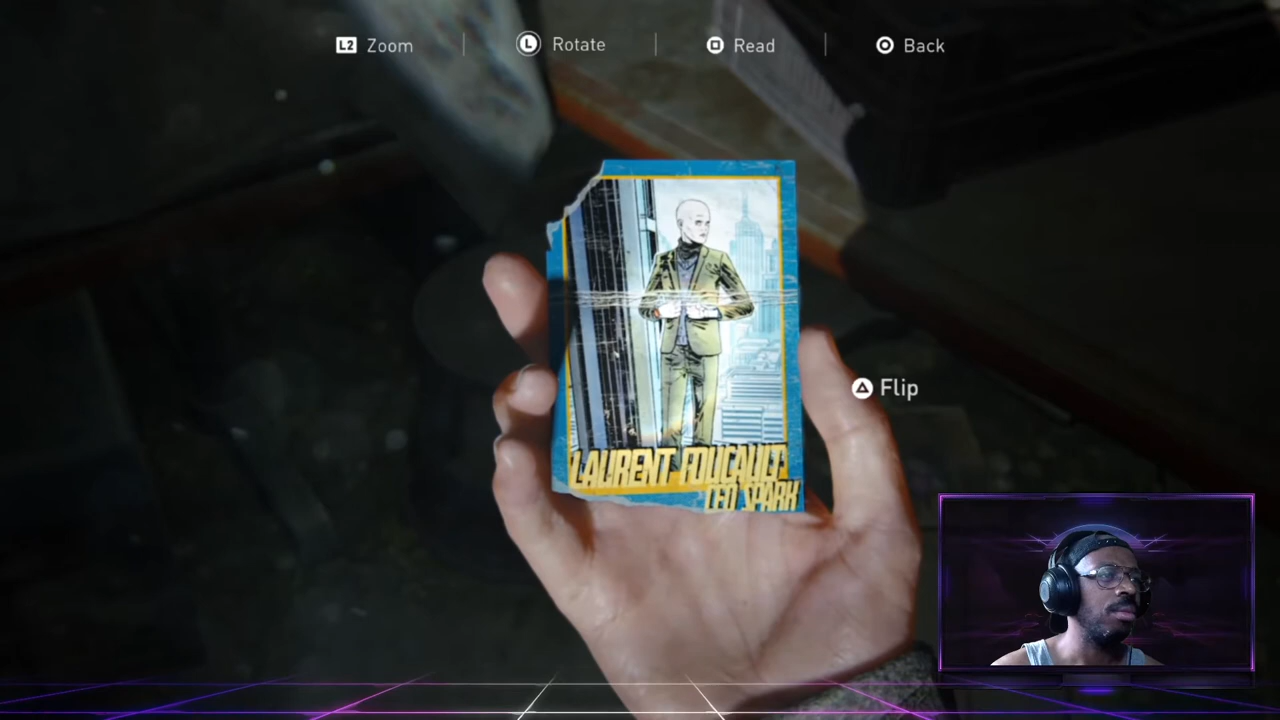 L2 Zoom
L Rotate
Read
Back
Flip
LAURENT FOUCAULT:
CEO SPARK